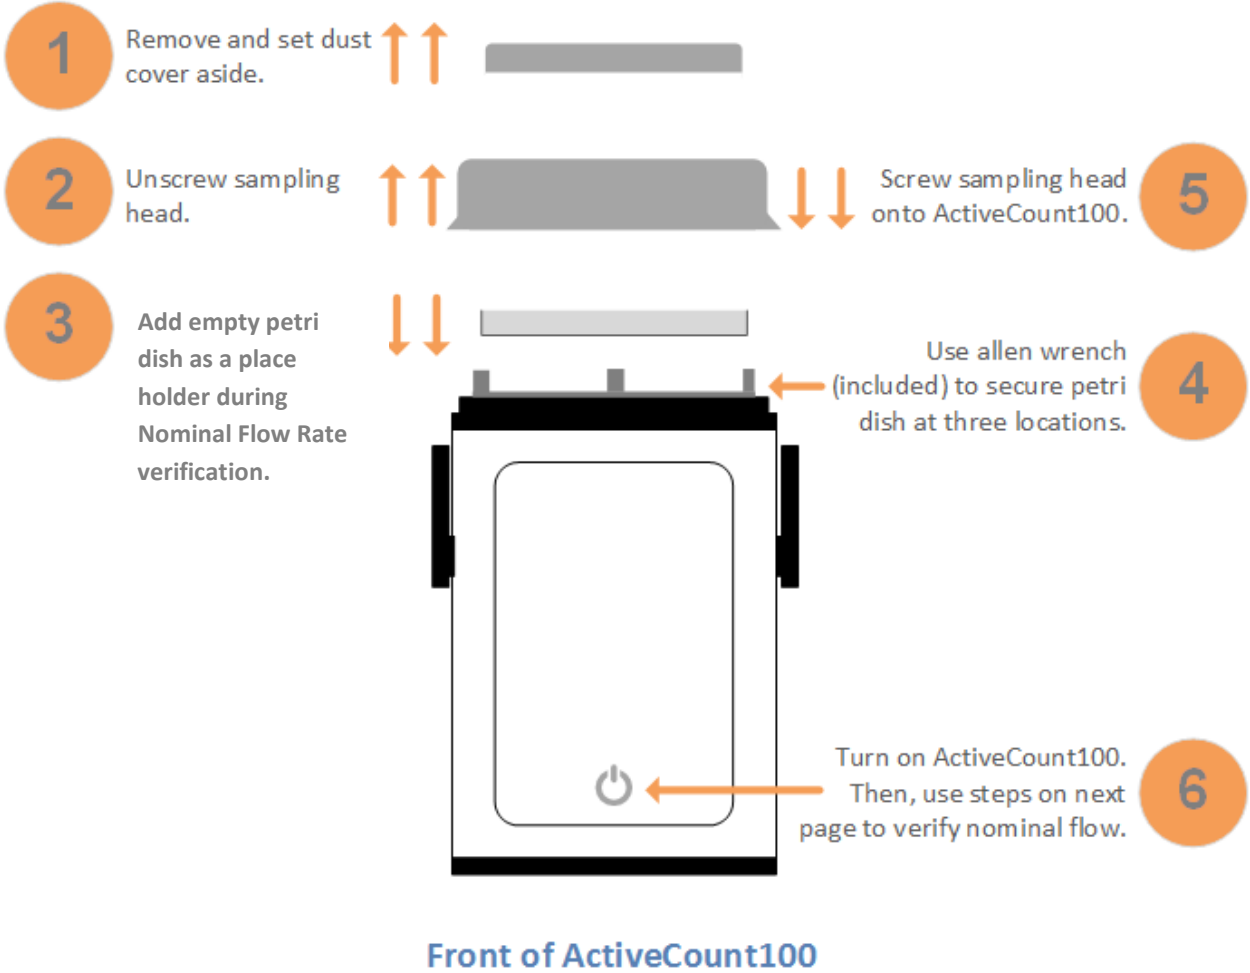 1
Remove and set dust
cover aside.
2
Unscrew sampling
head.
3
Add empty petri
dish as a place
holder during
Nominal Flow Rate
verification.
4
Use allen wrench
(included) to secure petri
dish at three locations.
5
Screw sampling head
onto ActiveCount100.
6
Turn on ActiveCount100.
Then, use steps on next
page to verify nominal flow.
Front of ActiveCount100